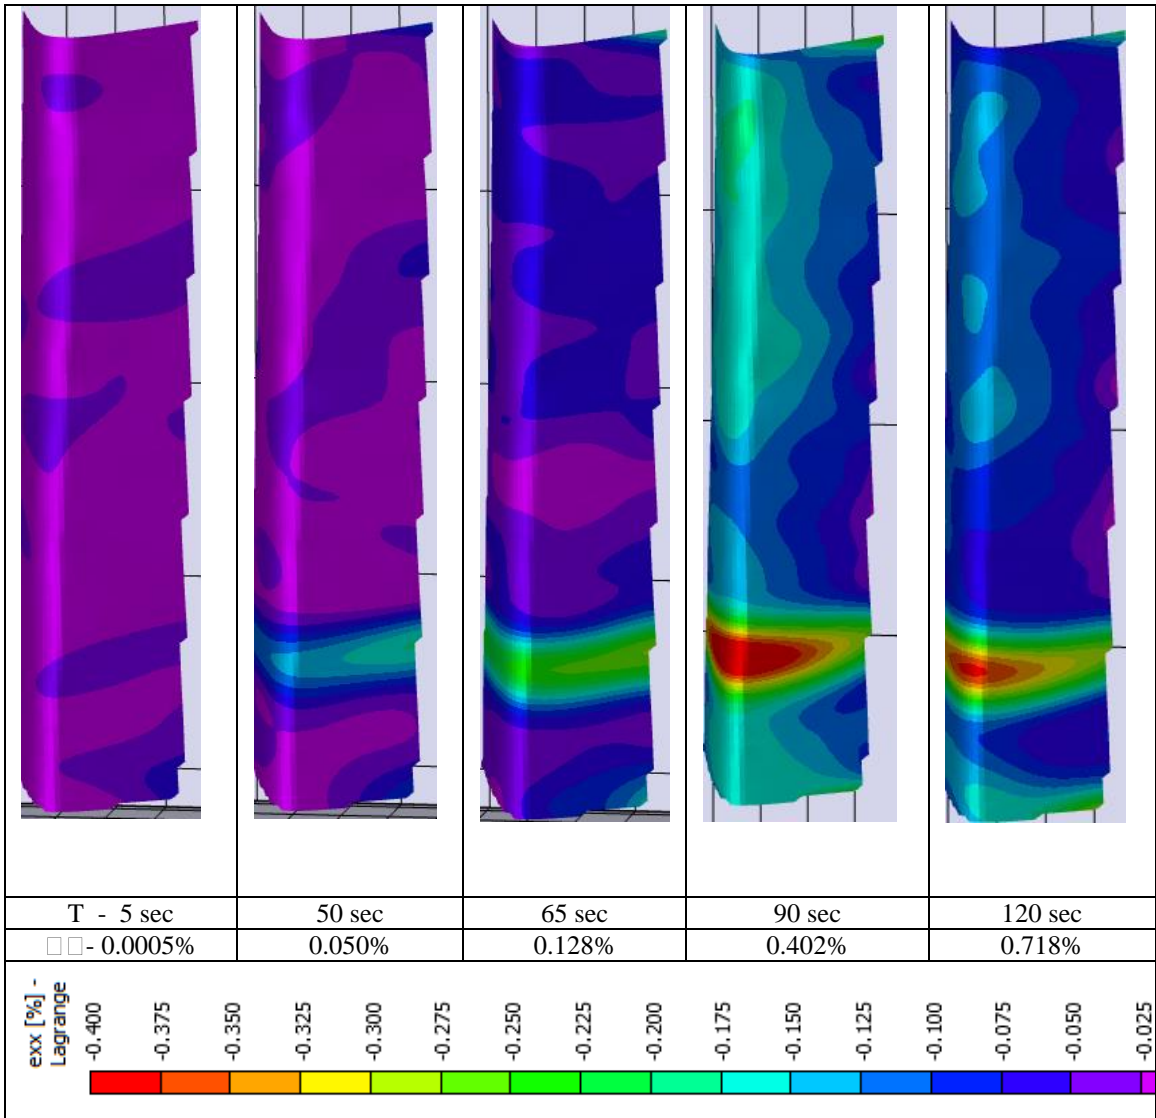 T - 5 sec 50 sec 65 sec 90 sec 120 sec
□□- 0.0005% 0.050% 0.128% 0.402% 0.718%
exx [%] -
Lagrange
-0.400 -0.375 -0.350 -0.325 -0.300 -0.275 -0.250 -0.225 -0.200 -0.175 -0.150 -0.125 -0.100 -0.075 -0.050 -0.025